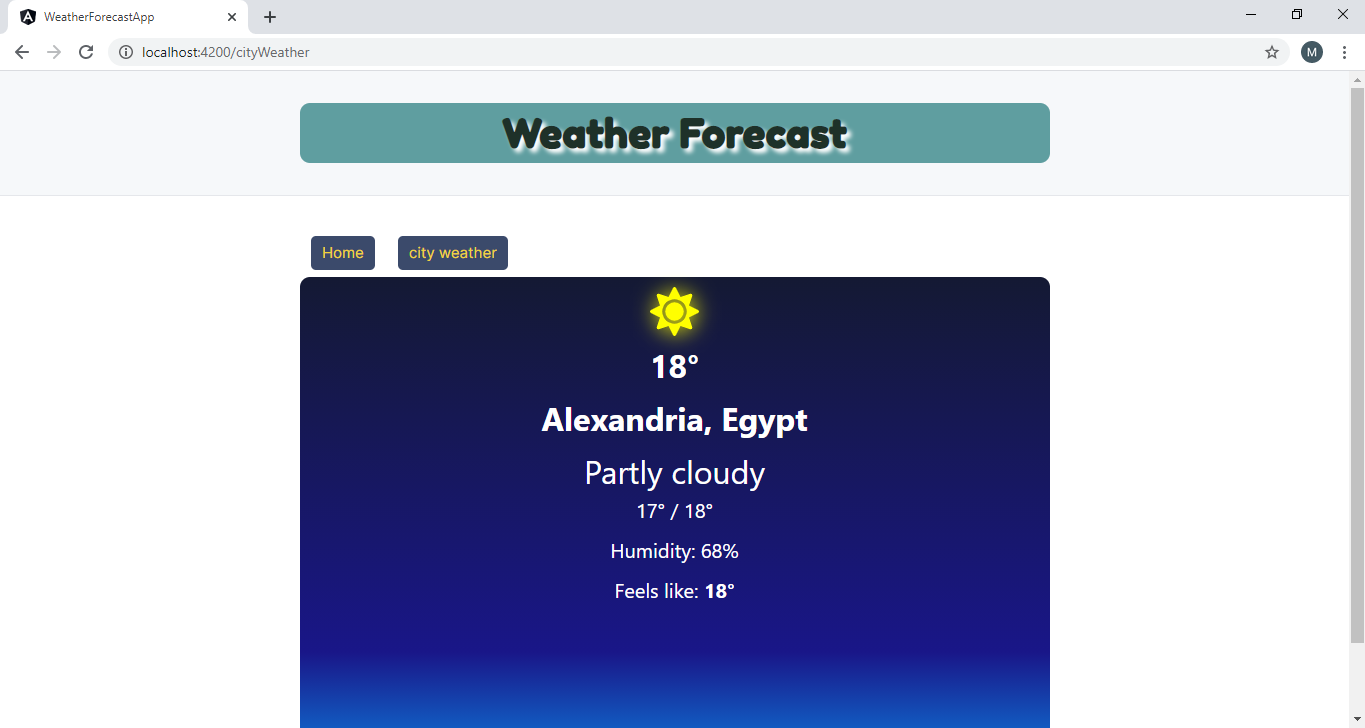 WeatherForecastApp
localhost:4200/cityWeather
M
Weather Forecast
Home
city weather
18°
Alexandria, Egypt
Partly cloudy
17° / 18°
Humidity: 68%
Feels like: 18°